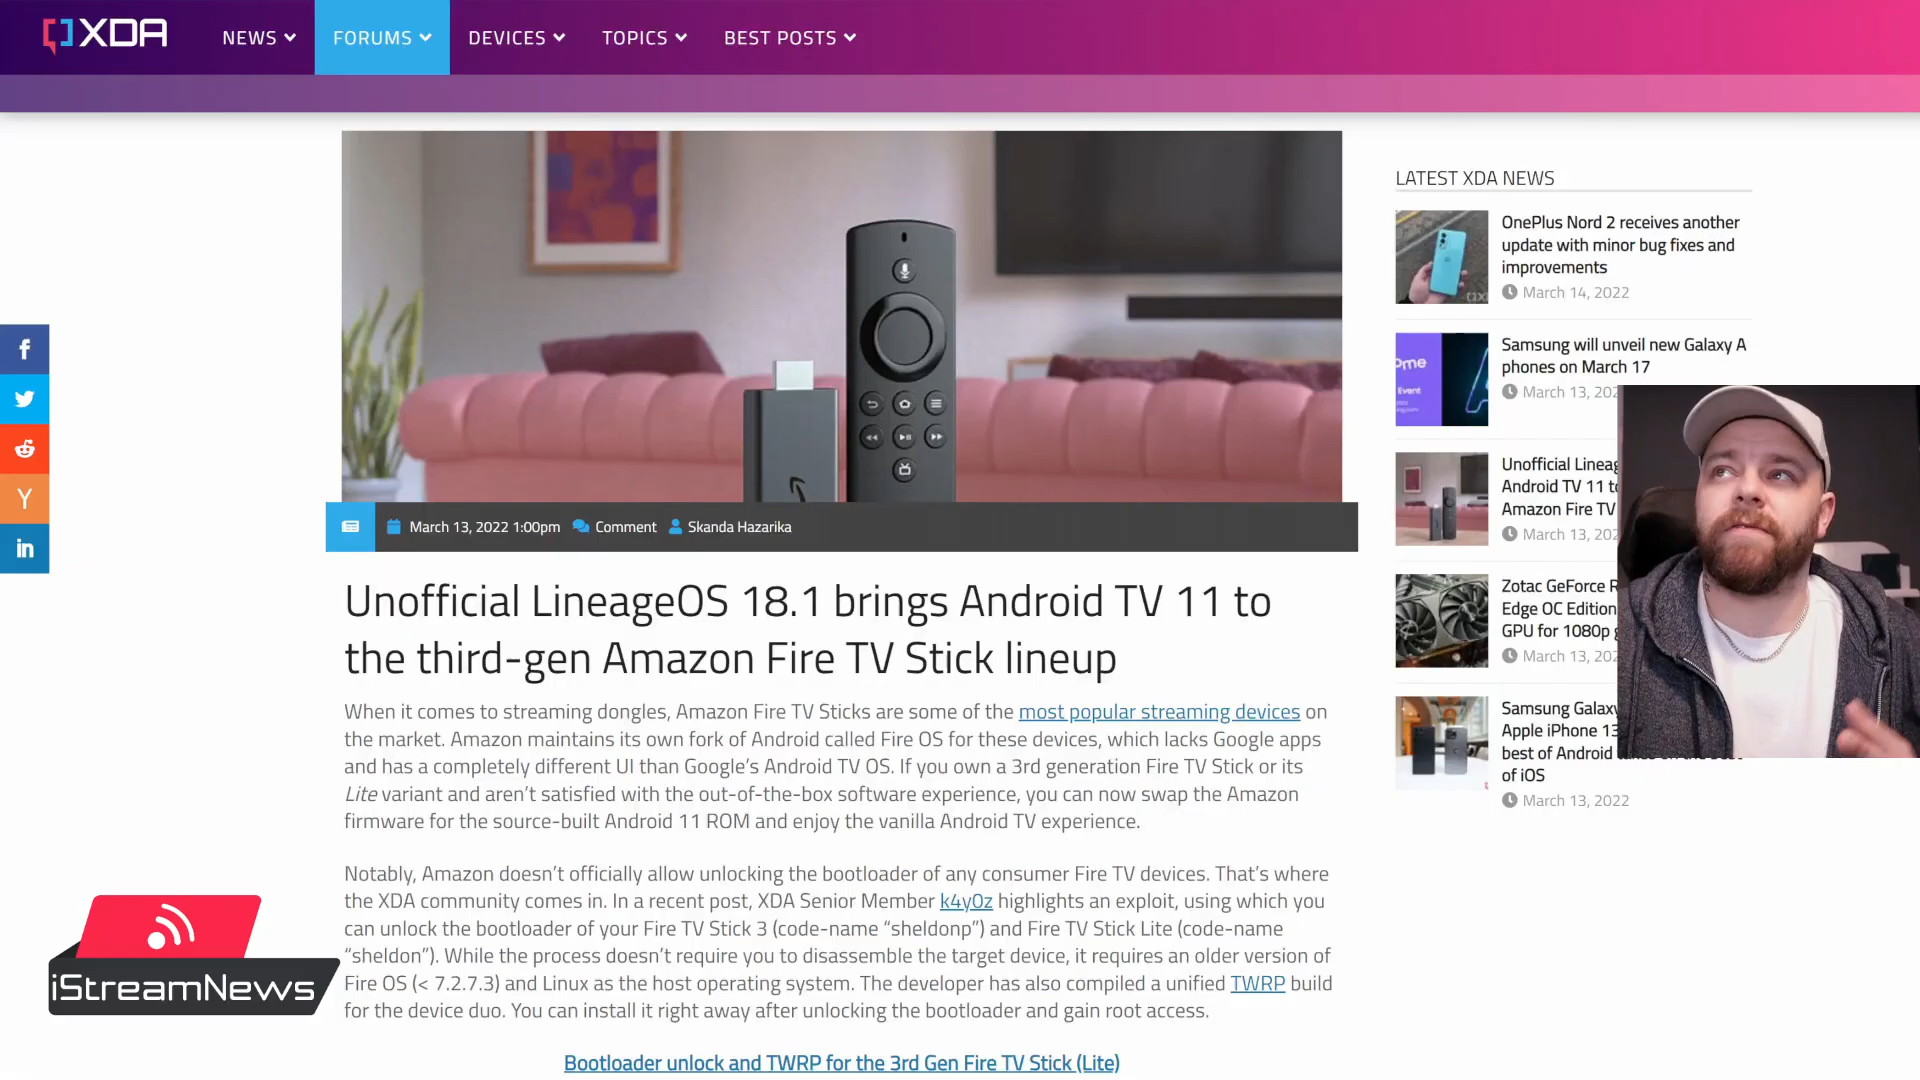 XDA
NEWS
FORUMS
DEVICES
TOPICS
BEST POSTS
March 13, 2022 1:00pm Comment Skanda Hazarika
Unofficial LineageOS 18.1 brings Android TV 11 to
the third-gen Amazon Fire TV Stick lineup
When it comes to streaming dongles, Amazon Fire TV Sticks are some of the most popular streaming devices on
the market. Amazon maintains its own fork of Android called Fire OS for these devices, which lacks Google apps
and has a completely different UI than Google’s Android TV OS. If you own a 3rd generation Fire TV Stick or its
Lite variant and aren’t satisfied with the out-of-the-box software experience, you can now swap the Amazon
firmware for the source-built Android 11 ROM and enjoy the vanilla Android TV experience.
Notably, Amazon doesn’t officially allow unlocking the bootloader of any consumer Fire TV devices. That’s where
the XDA community comes in. In a recent post, XDA Senior Member k4y0z highlights an exploit, using which you
can unlock the bootloader of your Fire TV Stick 3 (code-name “sheldonp”) and Fire TV Stick Lite (code-name
“sheldon”). While the process doesn’t require you to disassemble the target device, it requires an older version of
Fire OS (< 7.2.7.3) and Linux as the host operating system. The developer has also compiled a unified TWRP build
for the device duo. You can install it right away after unlocking the bootloader and gain root access.
Bootloader unlock and TWRP for the 3rd Gen Fire TV Stick (Lite)
LATEST XDA NEWS
OnePlus Nord 2 receives another
update with minor bug fixes and
improvements
March 14, 2022
Samsung will unveil new Galaxy A
phones on March 17
March 13, 202
Unofficial Lineag
Android TV 11 to
Amazon Fire TV
March 13, 202
Zotac GeForce R
Edge OC Edition
GPU for 1080p g
March 13, 202
Samsung Galaxy
Apple iPhone 13
best of Android
of iOS
March 13, 2022
iStreamNews